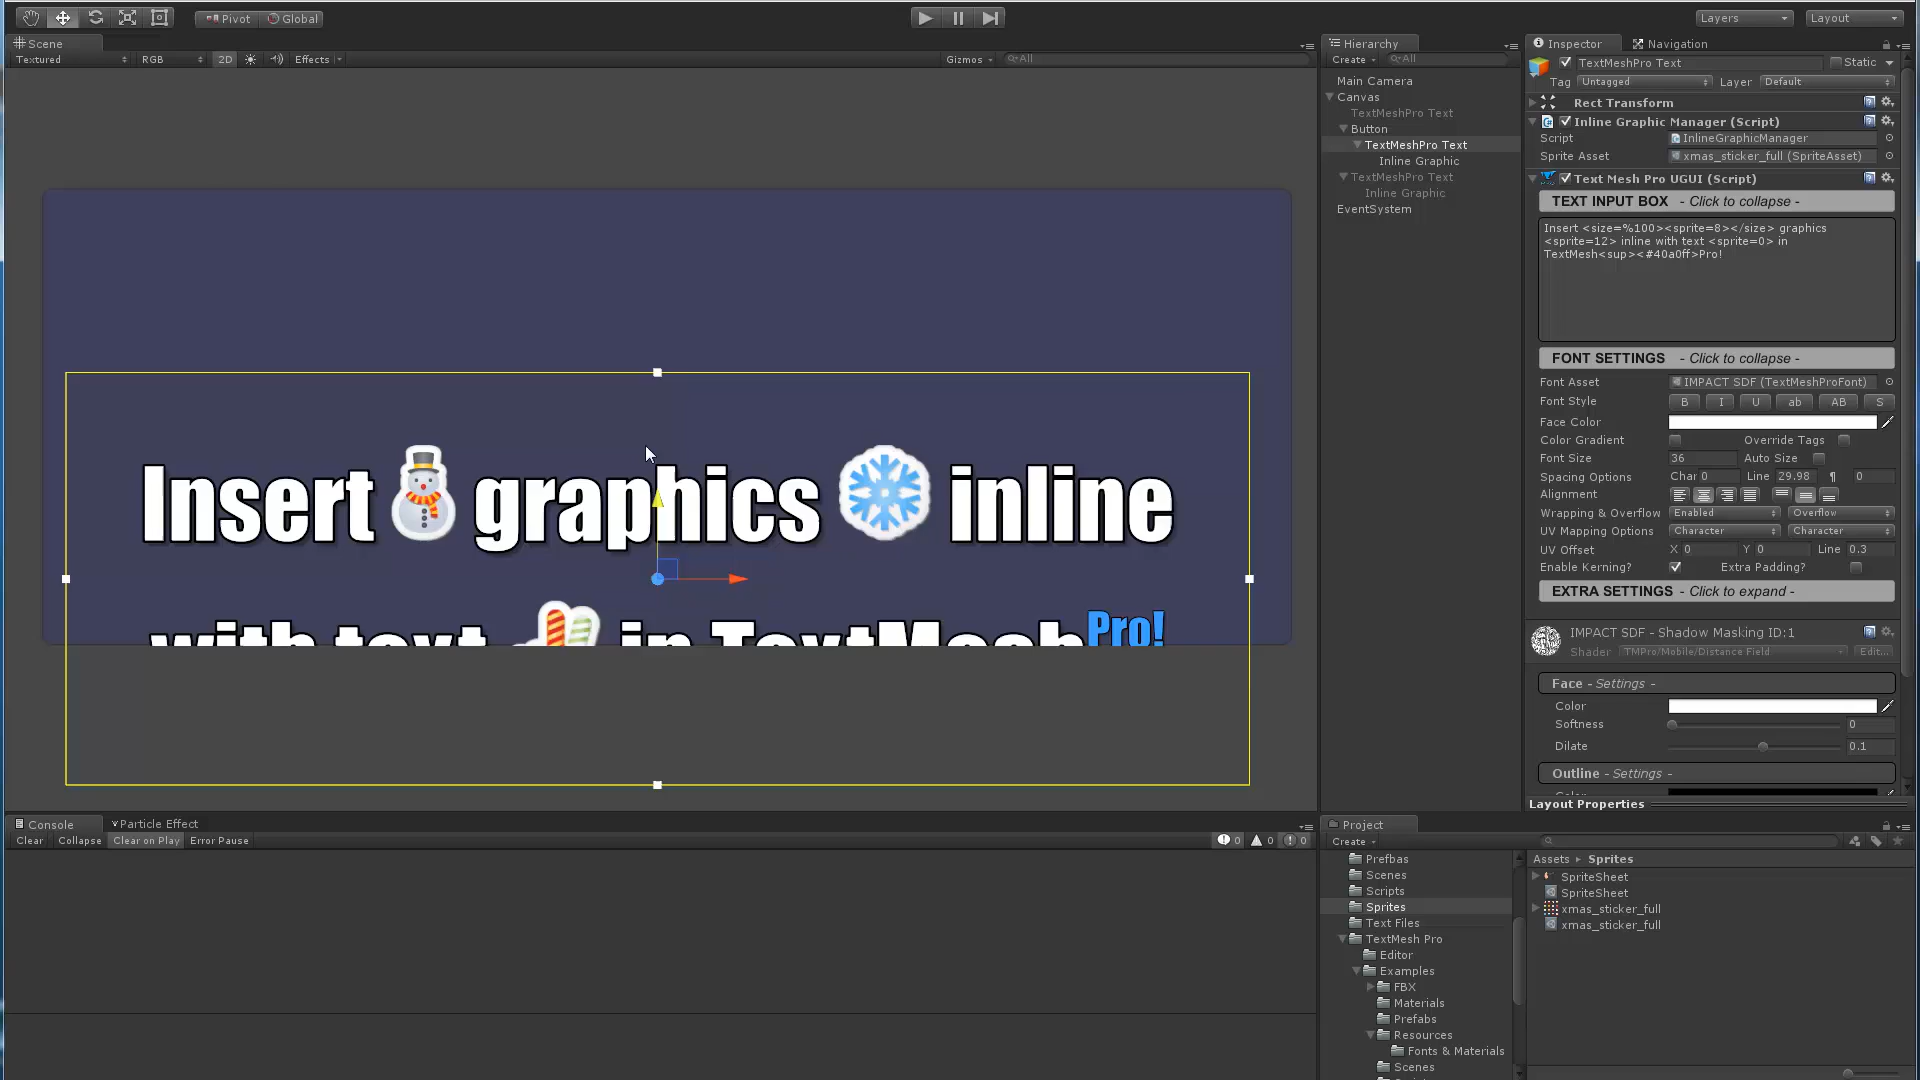 Pivot Global Layers Layout
Scene
Textured RGB 2D Effects Gizmos All
Insert graphics inline
with text in TextMeshPro!
Console Particle Effect
Clear Collapse Clear on Play Error Pause 0 0 0
Hierarchy
Create All
Main Camera
Canvas
TextMeshPro Text
Button
TextMeshPro Text
Inline Graphic
TextMeshPro Text
Inline Graphic
EventSystem
Inspector Navigation
TextMeshPro Text Static
Tag Untagged Layer Default
Rect Transform
Inline Graphic Manager (Script)
Script InlineGraphicManager
Sprite Asset xmas_sticker_full (SpriteAsset)
Text Mesh Pro UGUI (Script)
TEXT INPUT BOX - Click to collapse -
Insert <size=%100><sprite=8></size> graphics
<sprite=12> inline with text <sprite=0> in
TextMesh<sup><#40a0ff>Pro!
FONT SETTINGS - Click to collapse -
Font Asset IMPACT SDF (TextMeshProFont)
Font Style B I U ab AB S
Face Color
Color Gradient Override Tags
Font Size 36 Auto Size
Spacing Options Char 0 Line 29.98 ¶ 0
Alignment
Wrapping & Overflow Enabled Overflow
UV Mapping Options Character Character
UV Offset X 0 Y 0 Line 0.3
Enable Kerning? Extra Padding?
EXTRA SETTINGS - Click to expand -
IMPACT SDF - Shadow Masking ID:1
Shader TMPro/Mobile/Distance Field Edit...
Face - Settings -
Color
Softness 0
Dilate 0.1
Outline - Settings -
Layout Properties
Project
Create
Prefbas
Scenes
Scripts
Sprites
Text Files
TextMesh Pro
Editor
Examples
FBX
Materials
Prefabs
Resources
Fonts & Materials
Scenes
Assets Sprites
SpriteSheet
SpriteSheet
xmas_sticker_full
xmas_sticker_full